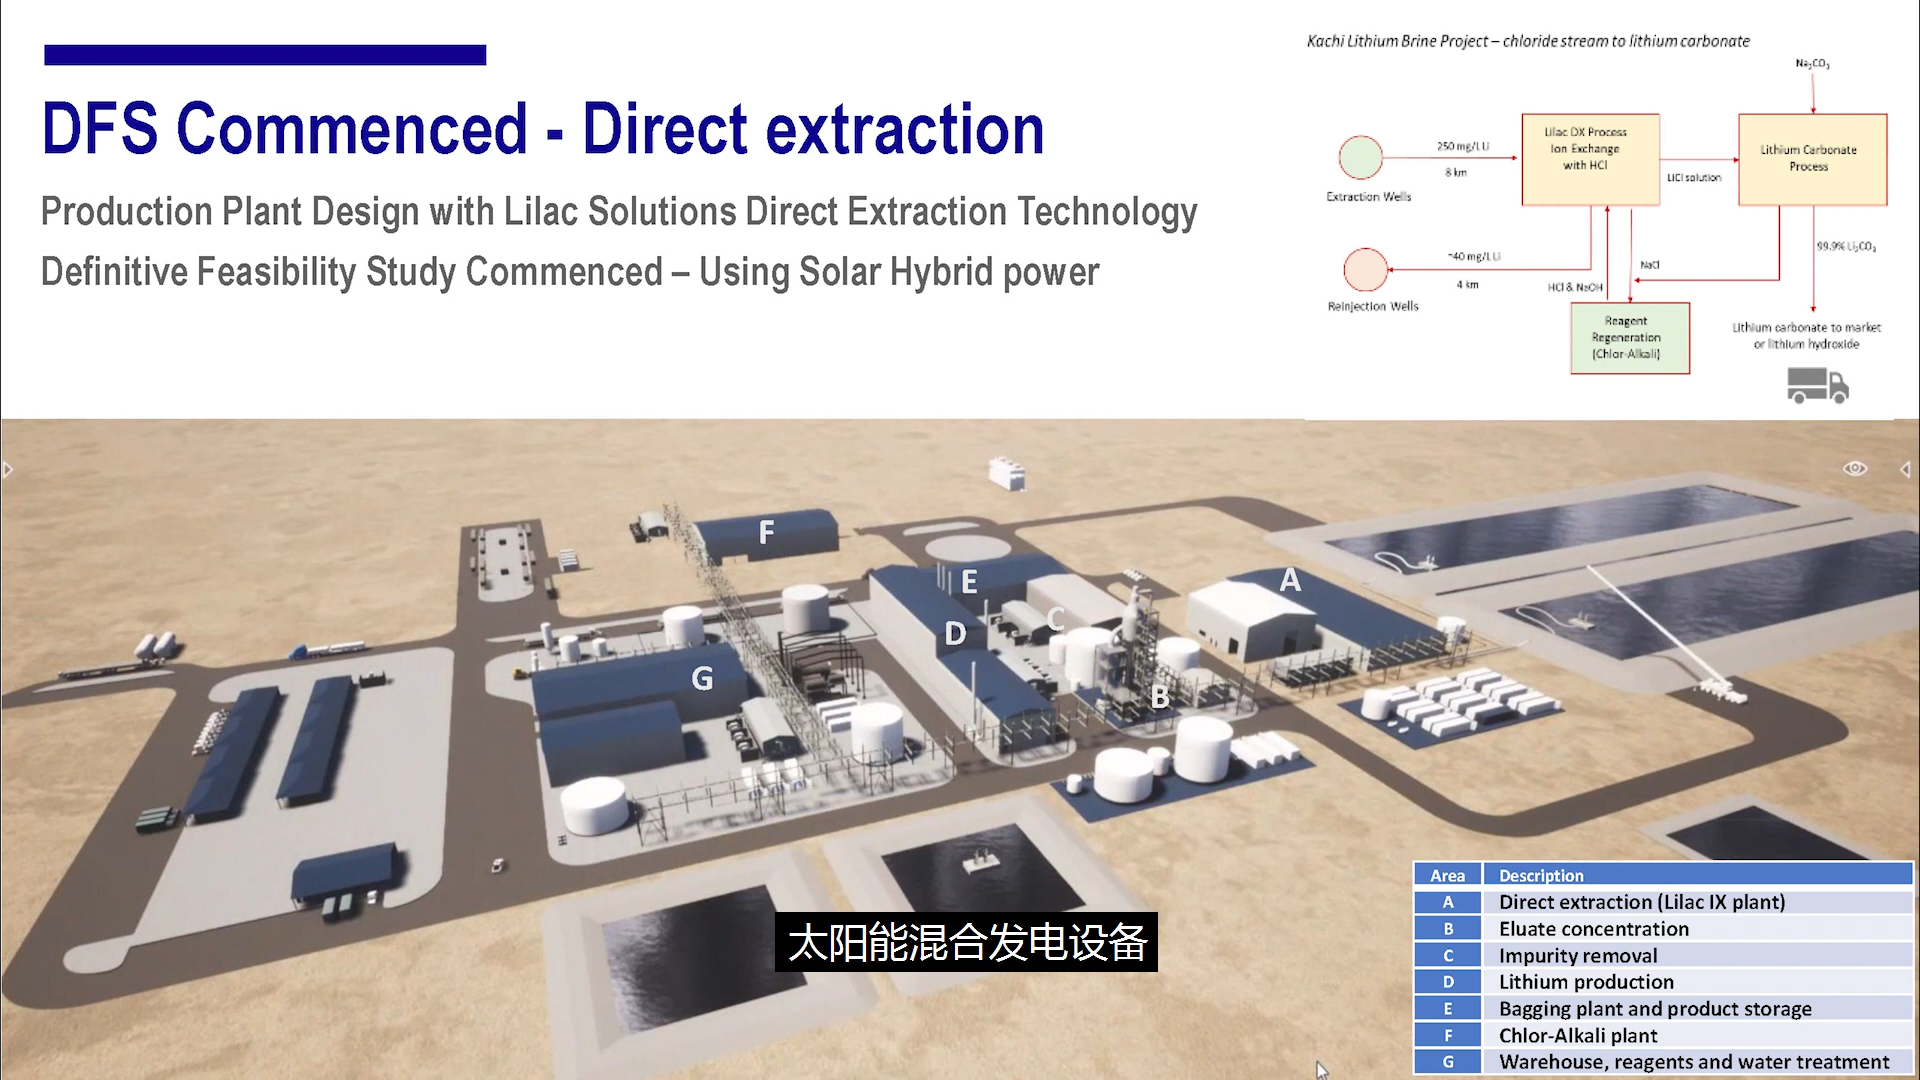 DFS Commenced - Direct extraction
Production Plant Design with Lilac Solutions Direct Extraction Technology
Definitive Feasibility Study Commenced – Using Solar Hybrid power
Kachi Lithium Brine Project – chloride stream to lithium carbonate
Na₂CO₃
Extraction Wells
250 mg/L Li
8 km
Lilac DX Process
Ion Exchange
with HCl
LiCl solution
Lithium Carbonate
Process
~40 mg/L Li
4 km
Reinjection Wells
HCl & NaOH
NaCl
99.9% Li₂CO₃
Reagent
Regeneration
(Chlor-Alkali)
Lithium carbonate to market
or lithium hydroxide
F
E
A
C
D
G
B
太阳能混合发电设备
Area Description
A Direct extraction (Lilac IX plant)
B Eluate concentration
C Impurity removal
D Lithium production
E Bagging plant and product storage
F Chlor-Alkali plant
G Warehouse, reagents and water treatment